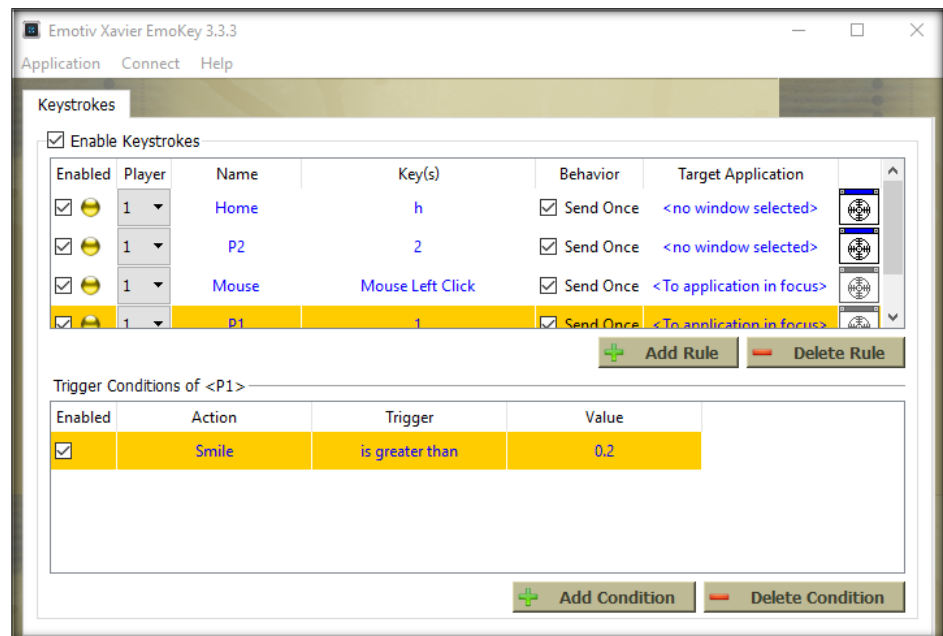 Emotiv Xavier EmoKey 3.3.3
Application Connect Help
Keystrokes
Enable Keystrokes
Enabled Player Name Key(s) Behavior Target Application
1 Home h Send Once <no window selected>
1 P2 2 Send Once <no window selected>
1 Mouse Mouse Left Click Send Once <To application in focus>
1 P1 1 Send Once <To application in focus>
Add Rule Delete Rule
Trigger Conditions of <P1>
Enabled Action Trigger Value
Smile is greater than 0.2
Add Condition Delete Condition